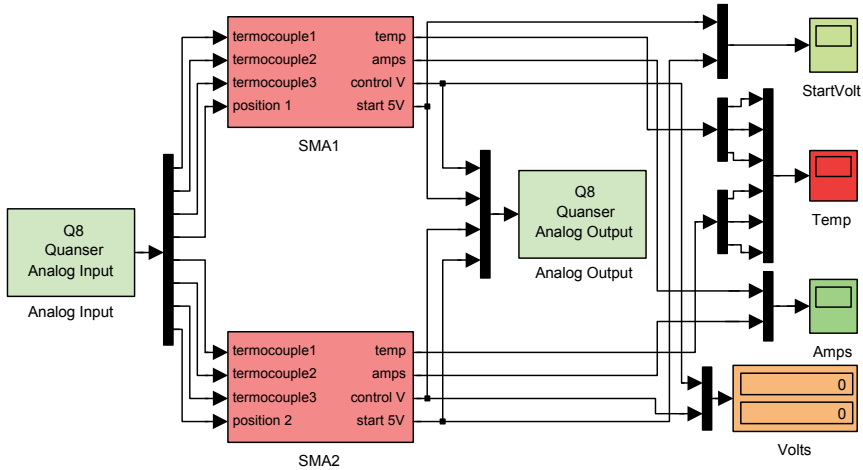 termocouple1
termocouple2
termocouple3
position 1
temp
amps
control V
start 5V
SMA1
StartVolt
Q8
Quanser
Analog Input
Analog Input
Q8
Quanser
Analog Output
Analog Output
Temp
termocouple1
termocouple2
termocouple3
position 2
temp
amps
control V
start 5V
SMA2
Amps
0
0
Volts